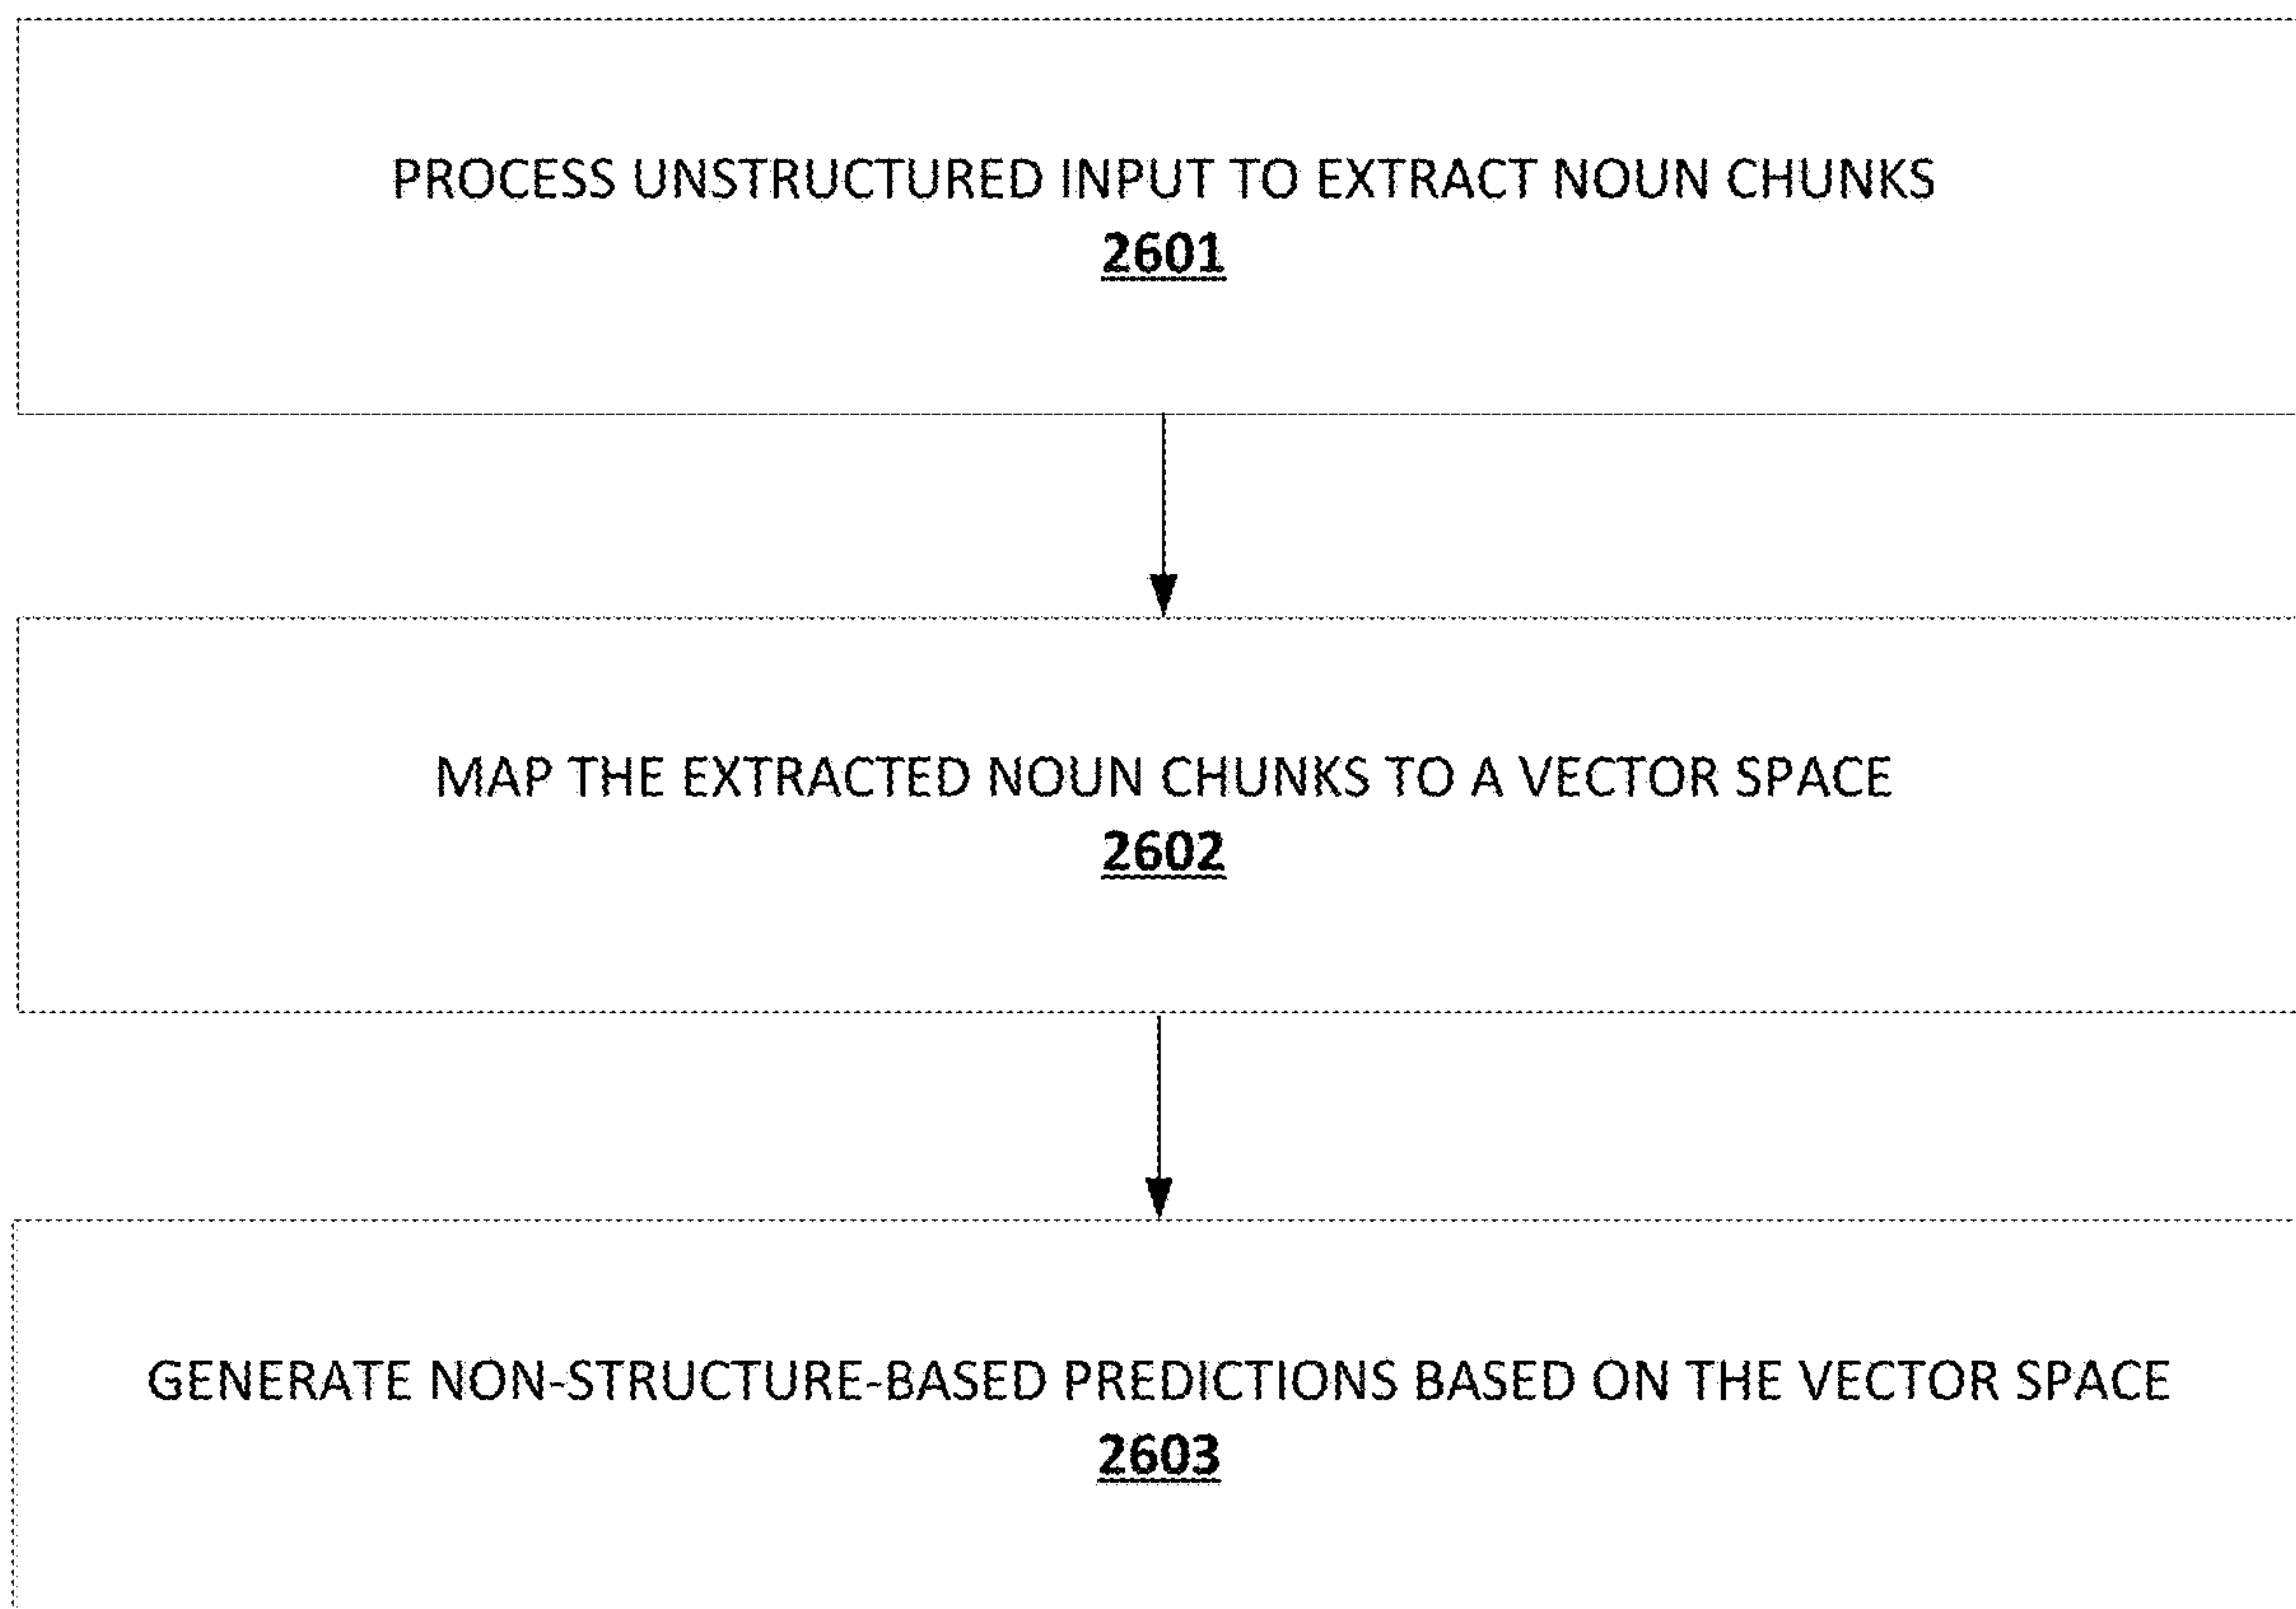 PROCESS UNSTRUCTURED INPUT TO EXTRACT NOUN CHUNKS
2601
MAP THE EXTRACTED NOUN CHUNKS TO A VECTOR SPACE
2602
GENERATE NON-STRUCTURE-BASED PREDICTIONS BASED ON THE VECTOR SPACE
2603